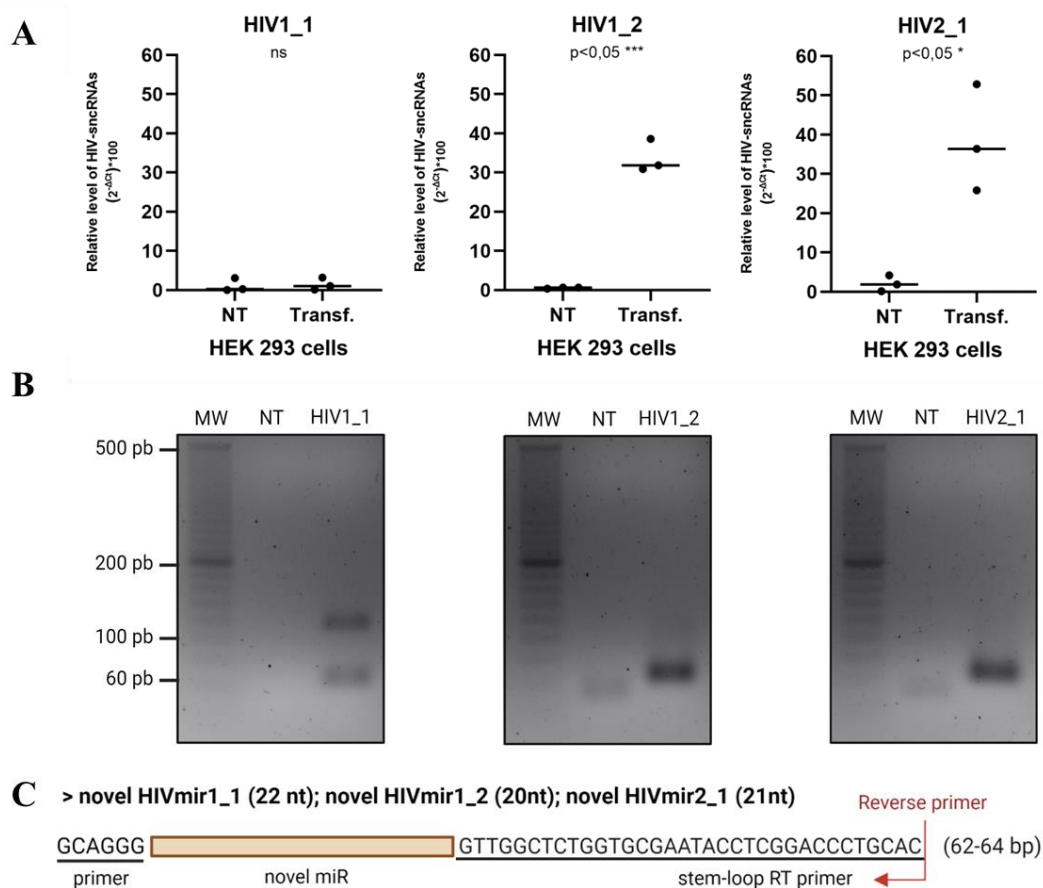 A
HIV1_1
ns
Relative level of HIV-sncRNAs
(2^-ΔCt)*100
60
50
40
30
20
10
0
NT Transf.
HEK 293 cells
HIV1_2
p<0,05 ***
Relative level of HIV-sncRNAs
(2^-ΔCt)*100
60
50
40
30
20
10
0
NT Transf.
HEK 293 cells
HIV2_1
p<0,05 *
Relative level of HIV-sncRNAs
(2^-ΔCt)*100
60
50
40
30
20
10
0
NT Transf.
HEK 293 cells
B
MW NT HIV1_1
500 pb
200 pb
100 pb
60 pb
MW NT HIV1_2
MW NT HIV2_1
C
> novel HIVmir1_1 (22 nt); novel HIVmir1_2 (20nt); novel HIVmir2_1 (21nt)
Reverse primer
GCAGGG GTTGGCTCTGGTGCGAATACCTCGGACCCTGCAC (62-64 bp)
primer novel miR stem-loop RT primer